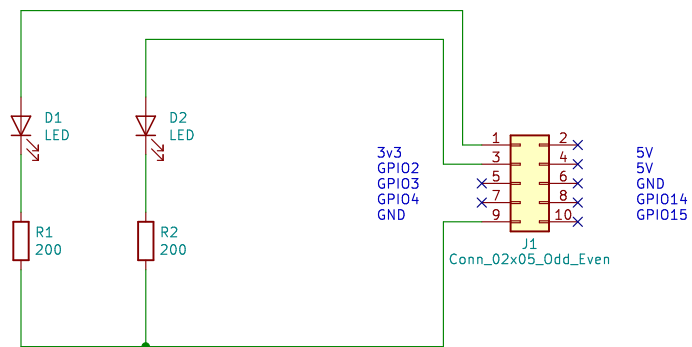 D1
LED
D2
LED
R1
200
R2
200
3v3
GPIO2
GPIO3
GPIO4
GND
1
2
3
4
5
6
7
8
9
10
5V
5V
GND
GPIO14
GPIO15
J1
Conn_02x05_Odd_Even